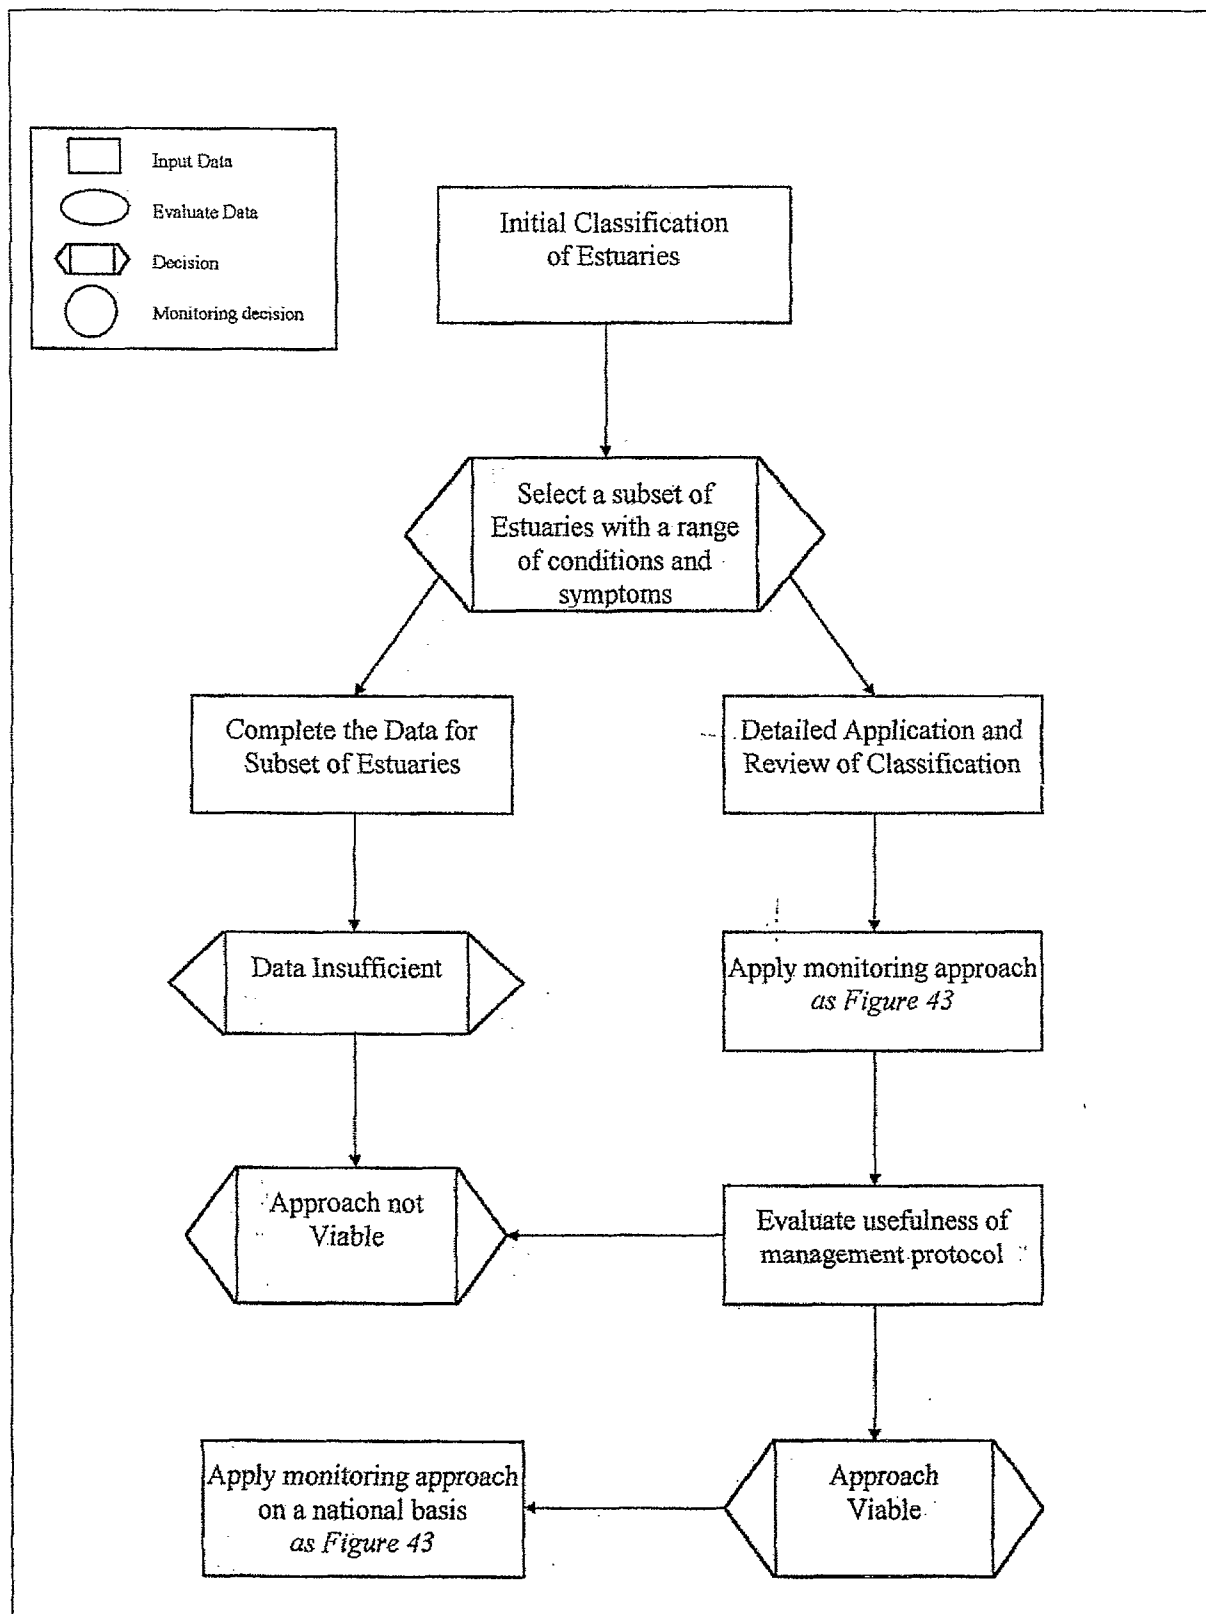 Input Data
Evaluate Data
Decision
Monitoring decision
Initial Classification
of Estuaries
Select a subset of
Estuaries with a range
of conditions and
symptoms
Complete the Data for
Subset of Estuaries
Detailed Application and
Review of Classification
Data Insufficient
Apply monitoring approach
as Figure 43
Approach not
Viable
Evaluate usefulness of
management protocol
Apply monitoring approach
on a national basis
as Figure 43
Approach
Viable